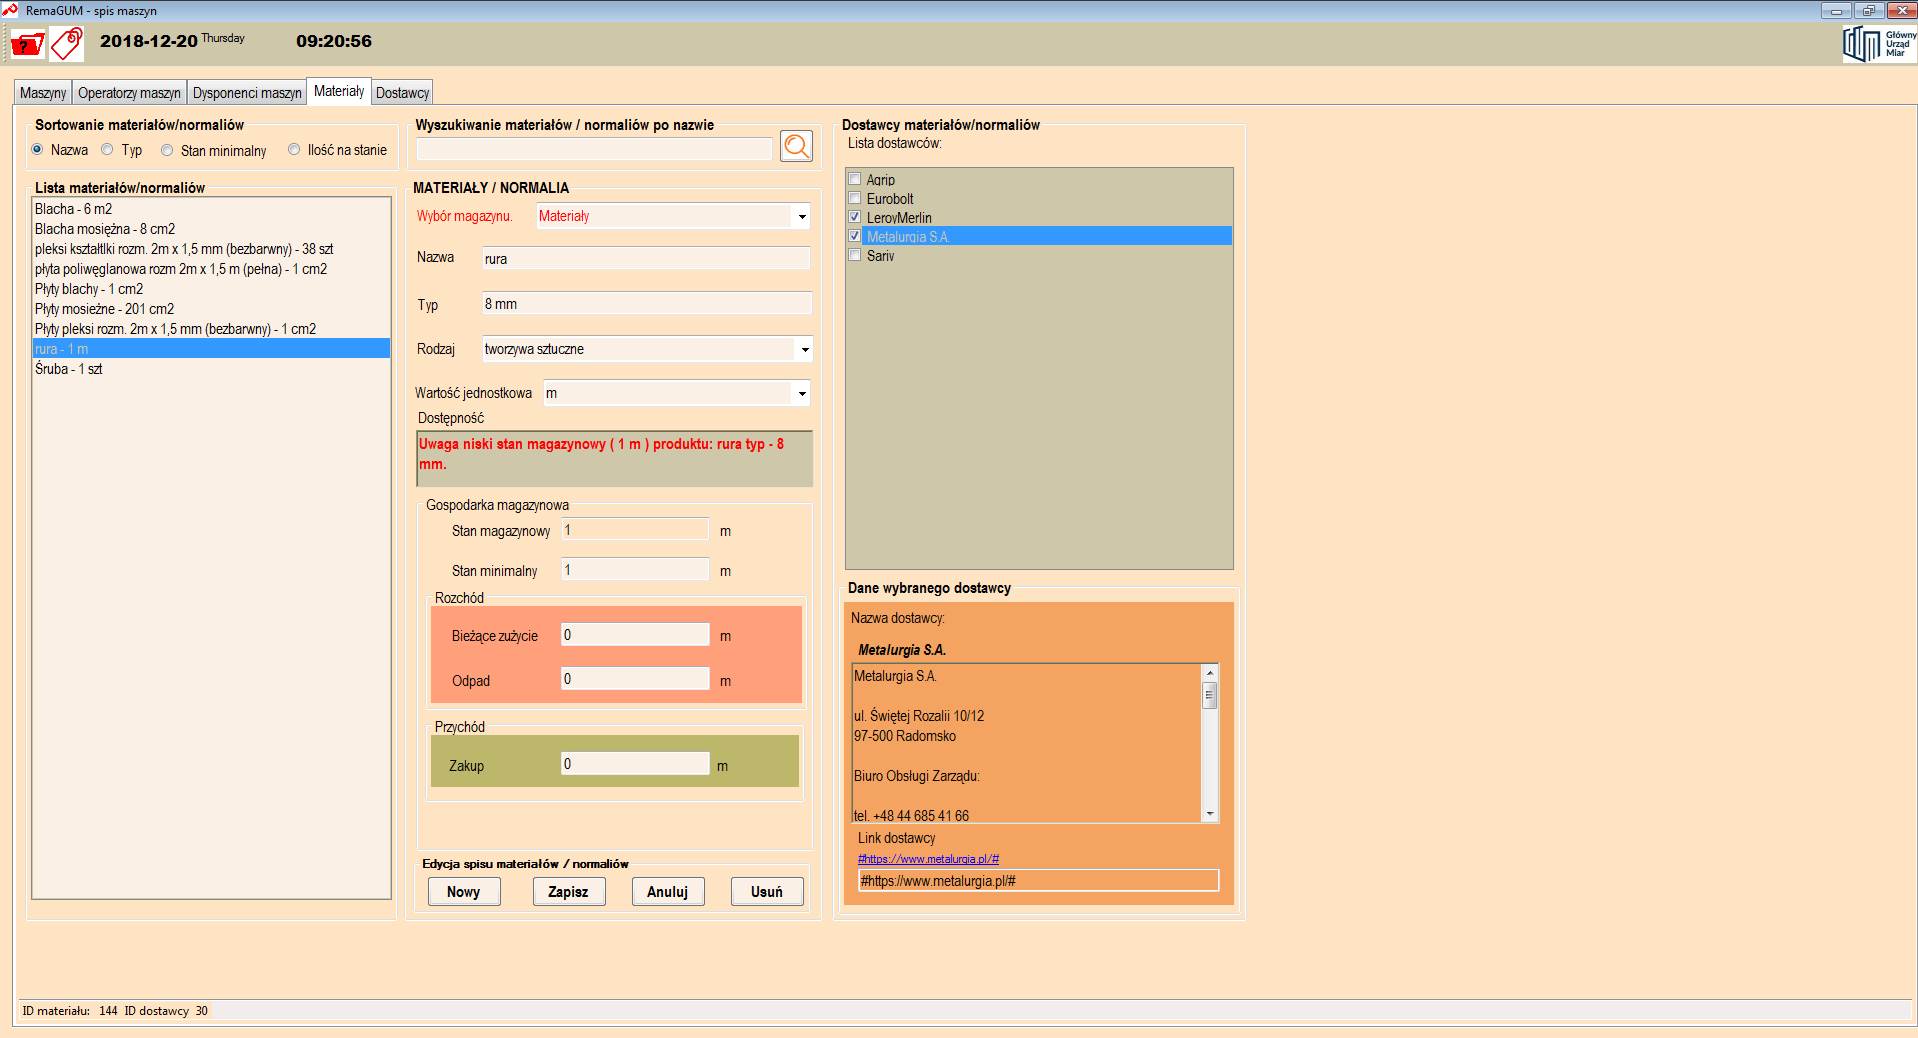 RemaGUM - spis maszyn
2018-12-20 Thursday 09:20:56
Główny
Urząd
Miar
Maszyny Operatorzy maszyn Dysponenci maszyn Materiały Dostawcy
Sortowanie materiałów/normaliów
Nazwa Typ Stan minimalny Ilość na stanie
Lista materiałów/normaliów
Blacha - 6 m2
Blacha mosiężna - 8 cm2
pleksi kształtlki rozm. 2m x 1,5 mm (bezbarwny) - 38 szt
płyta poliwęglanowa rozm 2m x 1,5 m (pełna) - 1 cm2
Płyty blachy - 1 cm2
Płyty mosieżne - 201 cm2
Płyty pleksi rozm. 2m x 1,5 mm (bezbarwny) - 1 cm2
rura - 1 m
Śruba - 1 szt
Wyszukiwanie materiałów / normaliów po nazwie
MATERIAŁY / NORMALIA
Wybór magazynu. Materiały
Nazwa rura
Typ 8 mm
Rodzaj tworzywa sztuczne
Wartość jednostkowa m
Dostępność
Uwaga niski stan magazynowy ( 1 m ) produktu: rura typ - 8
mm.
Gospodarka magazynowa
Stan magazynowy 1 m
Stan minimalny 1 m
Rozchód
Bieżące zużycie 0 m
Odpad 0 m
Przychód
Zakup 0 m
Edycja spisu materiałów / normaliów
Nowy Zapisz Anuluj Usuń
Dostawcy materiałów/normaliów
Lista dostawców:
Agrip
Eurobolt
LeroyMerlin
Metalurgia S.A.
Sariv
Dane wybranego dostawcy
Nazwa dostawcy:
Metalurgia S.A.
Metalurgia S.A.
ul. Świętej Rozalii 10/12
97-500 Radomsko
Biuro Obsługi Zarządu:
tel. +48 44 685 41 66
Link dostawcy
#https://www.metalurgia.pl/#
#https://www.metalurgia.pl/#
ID materiału: 144 ID dostawcy 30